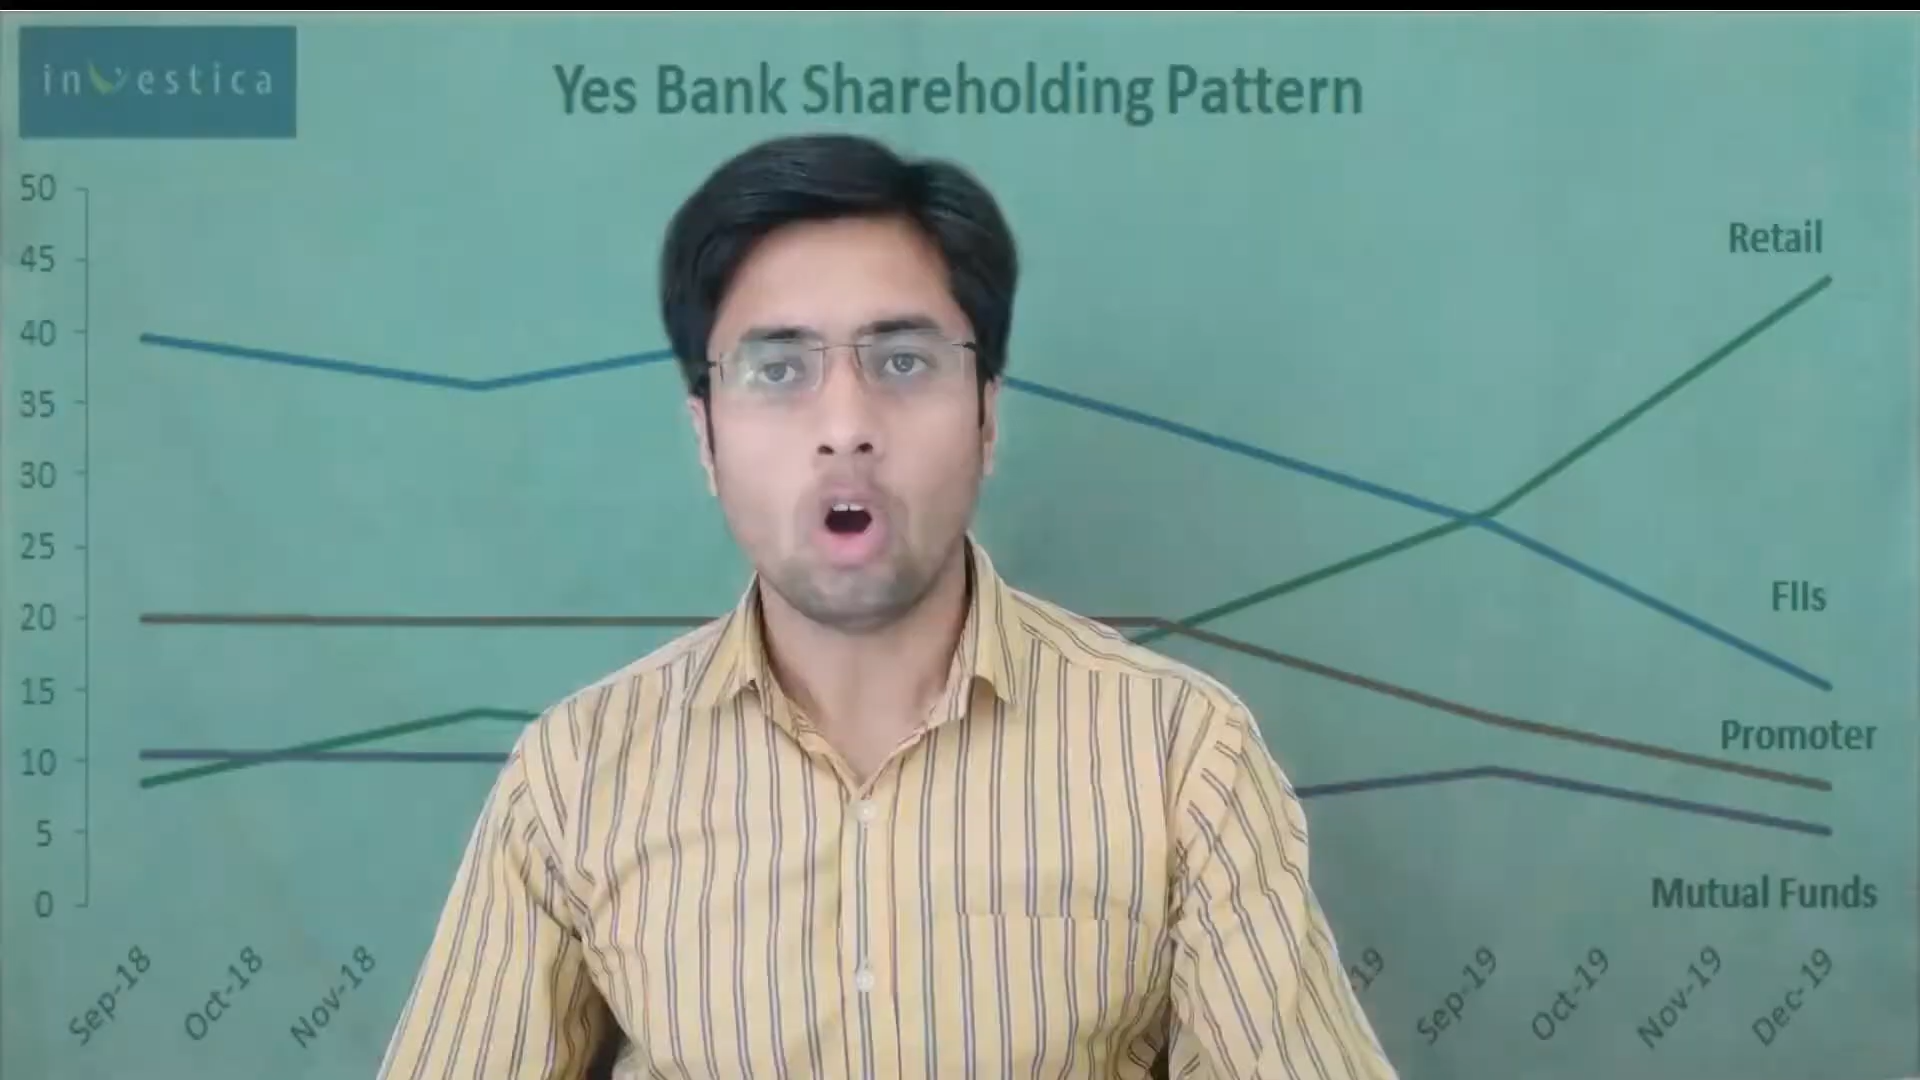 investica
Yes Bank Shareholding Pattern
50
45
40
35
30
25
20
15
10
5
0
Retail
FIIs
Promoter
Mutual Funds
Sep-18
Oct-18
Nov-18
-19
Sep-19
Oct-19
Nov-19
Dec-19